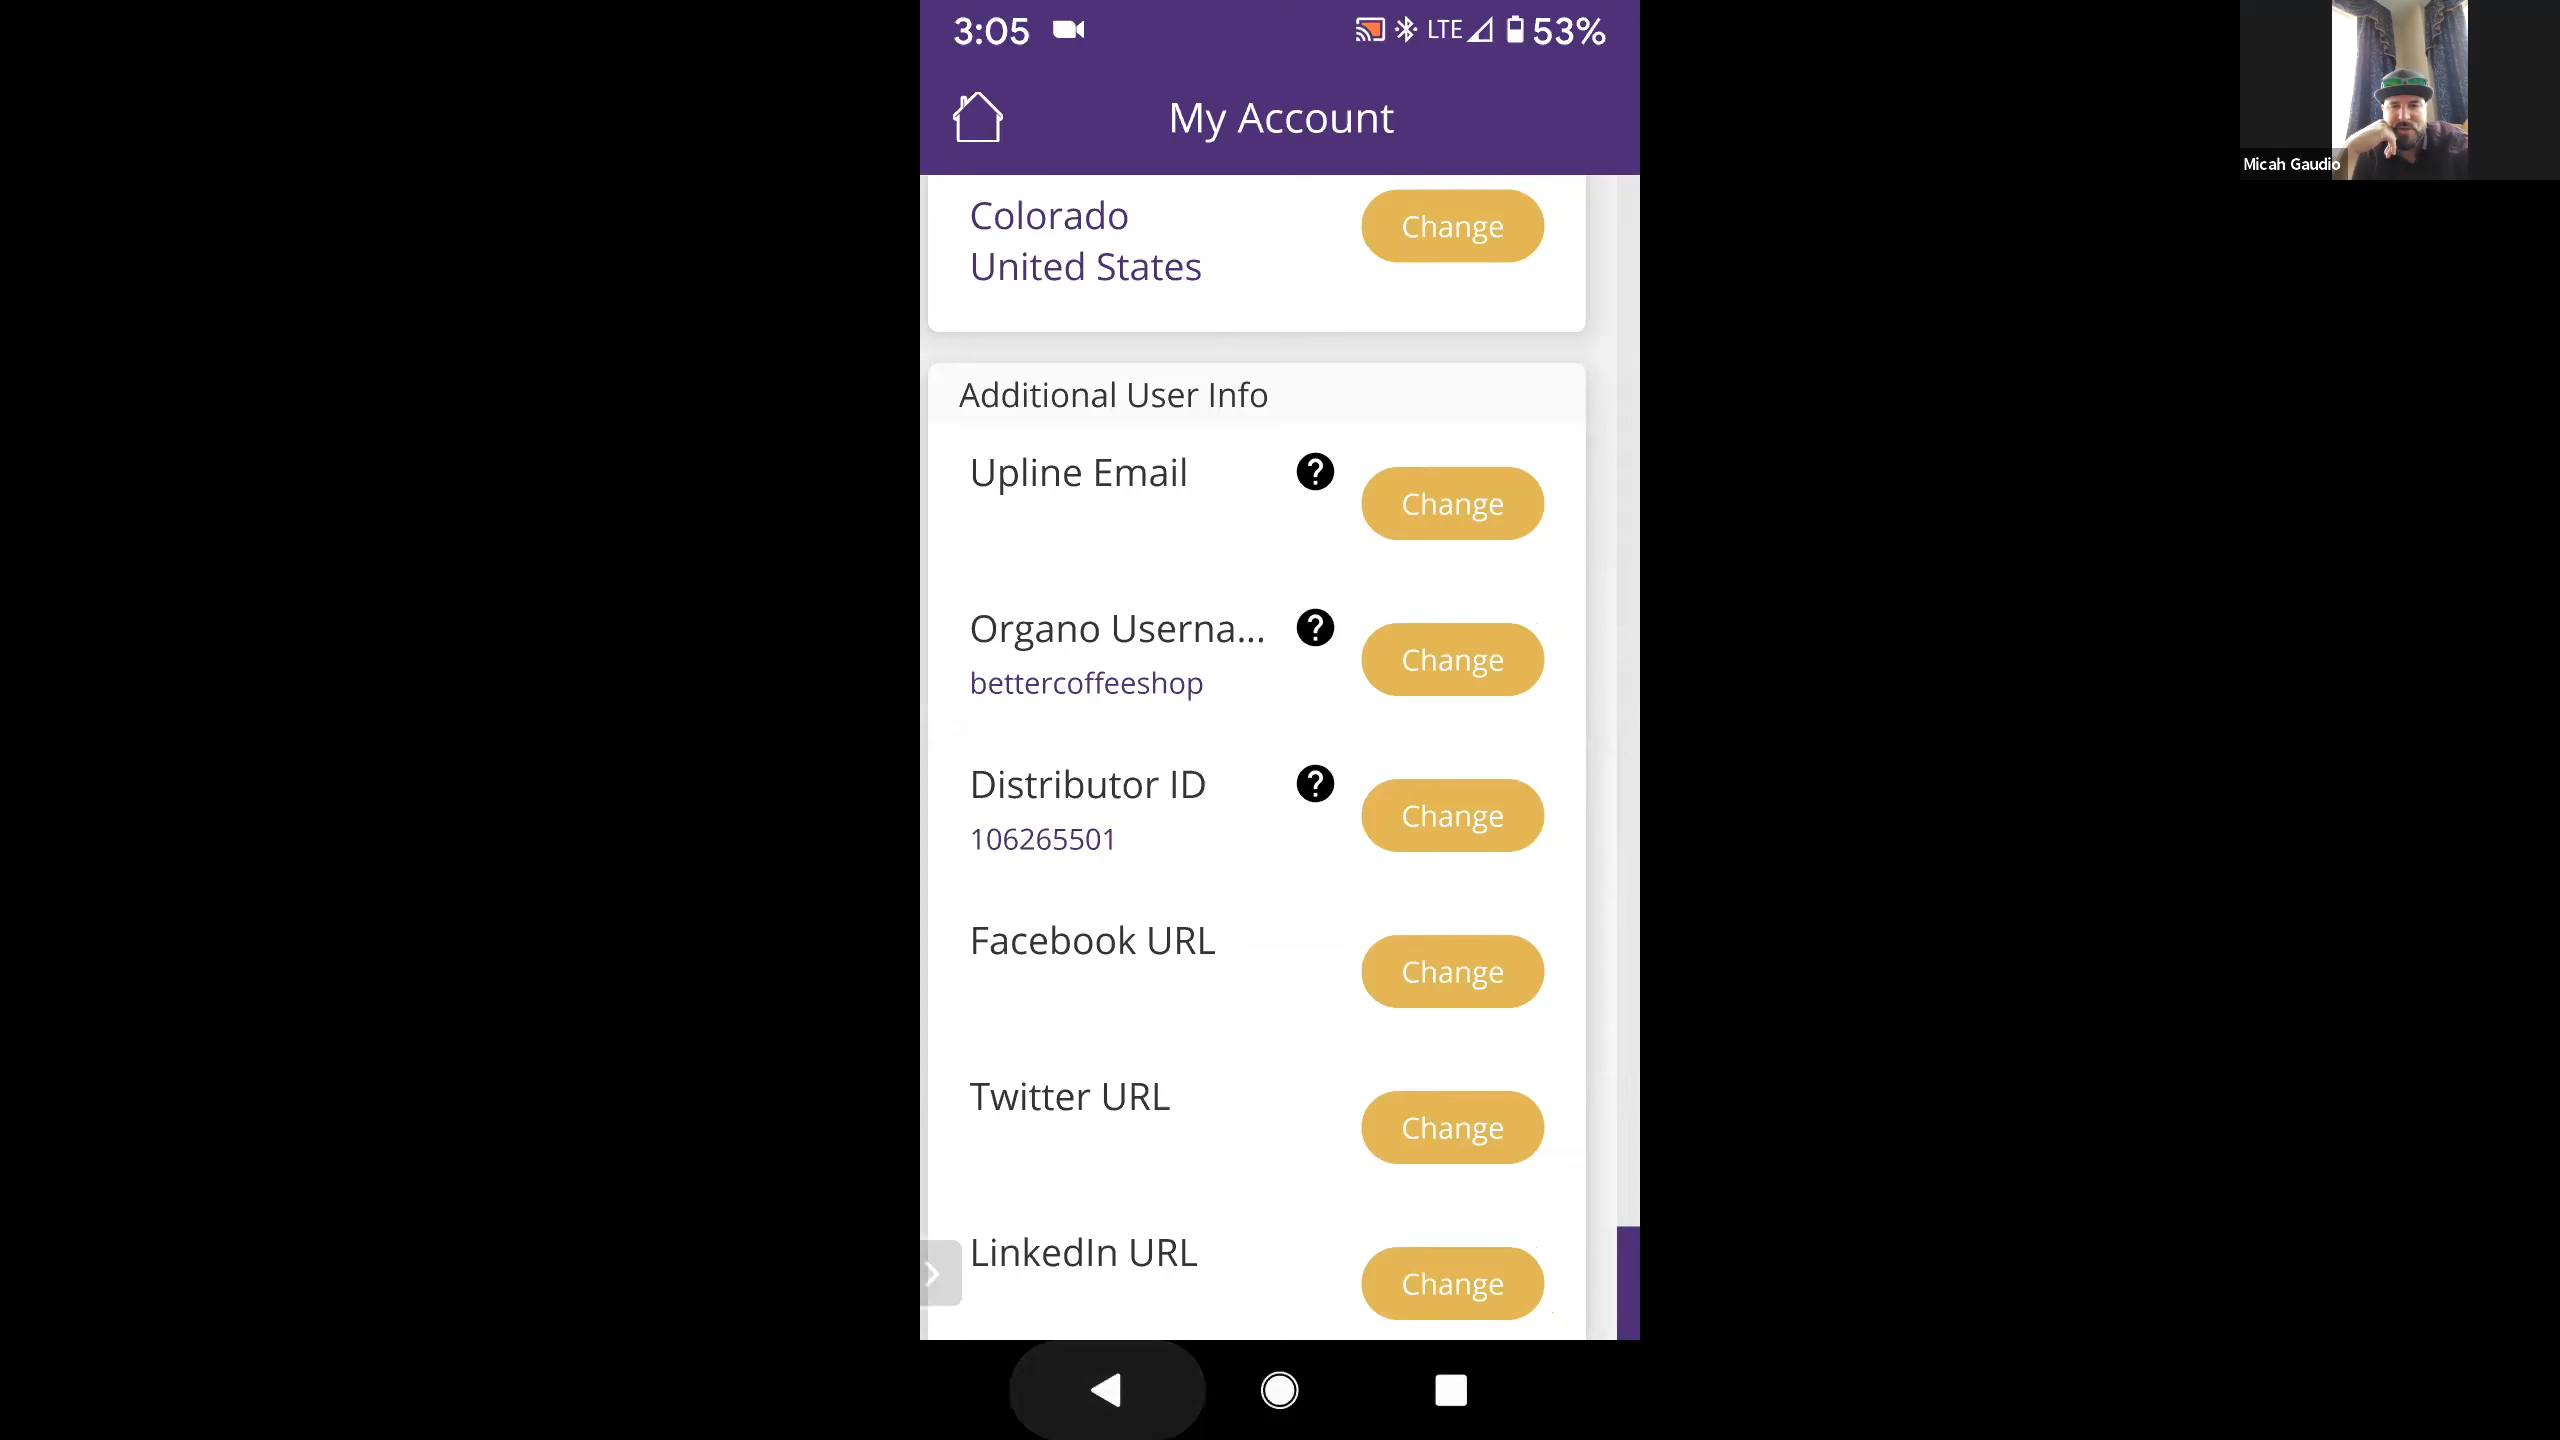 3:05
LTE
53%
My Account
Colorado
United States
Change
Additional User Info
Upline Email
Change
Organo Userna...
bettercoffeeshop
Change
Distributor ID
106265501
Change
Facebook URL
Change
Twitter URL
Change
LinkedIn URL
Change
Micah Gaudio